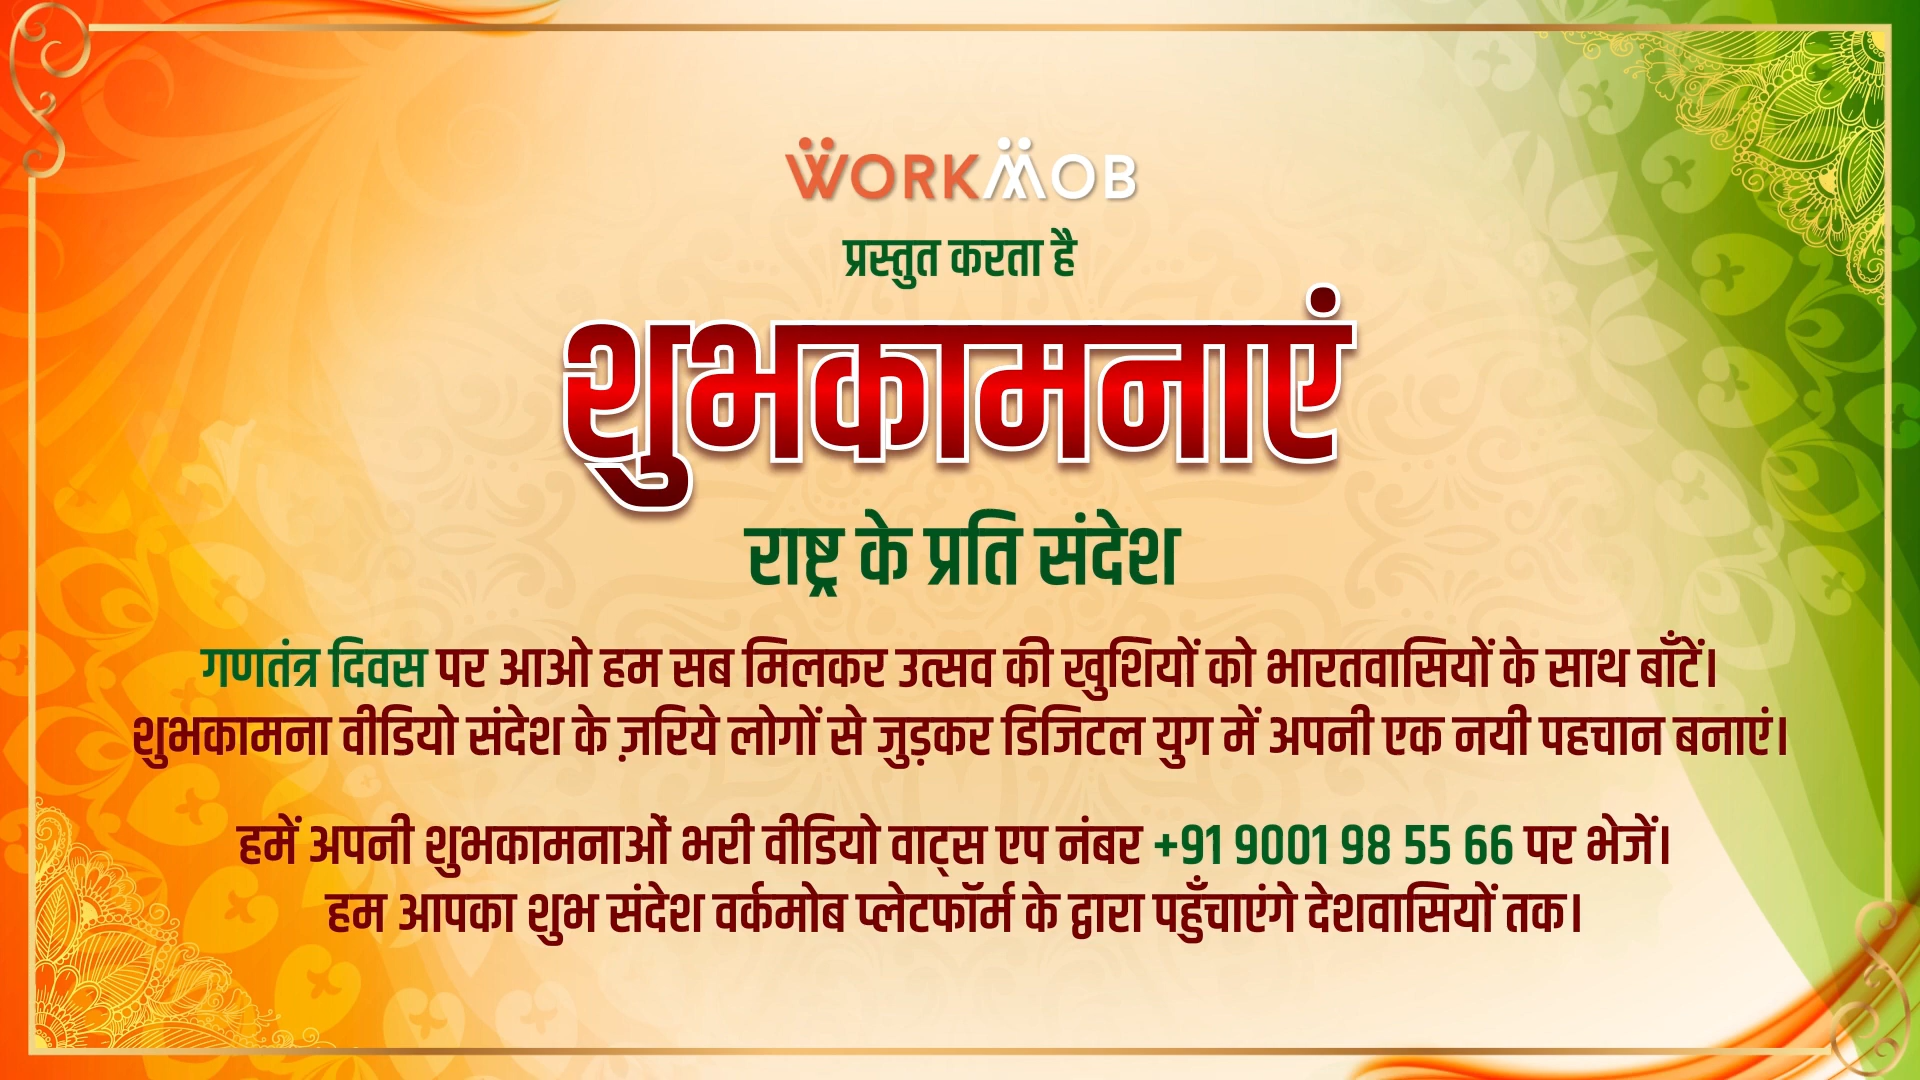 WORKMOB
प्रस्तुत करता है
शुभकामनाएं
राष्ट्र के प्रति संदेश
गणतंत्र दिवस पर आओ हम सब मिलकर उत्सव की खुशियों को भारतवासियों के साथ बाँटें।
शुभकामना वीडियो संदेश के ज़रिये लोगों से जुड़कर डिजिटल युग में अपनी एक नयी पहचान बनाएं।
हमें अपनी शुभकामनाओं भरी वीडियो वाट्स एप नंबर +91 9001 98 55 66 पर भेजें।
हम आपका शुभ संदेश वर्कमोब प्लेटफॉर्म के द्वारा पहुँचाएंगे देशवासियों तक।